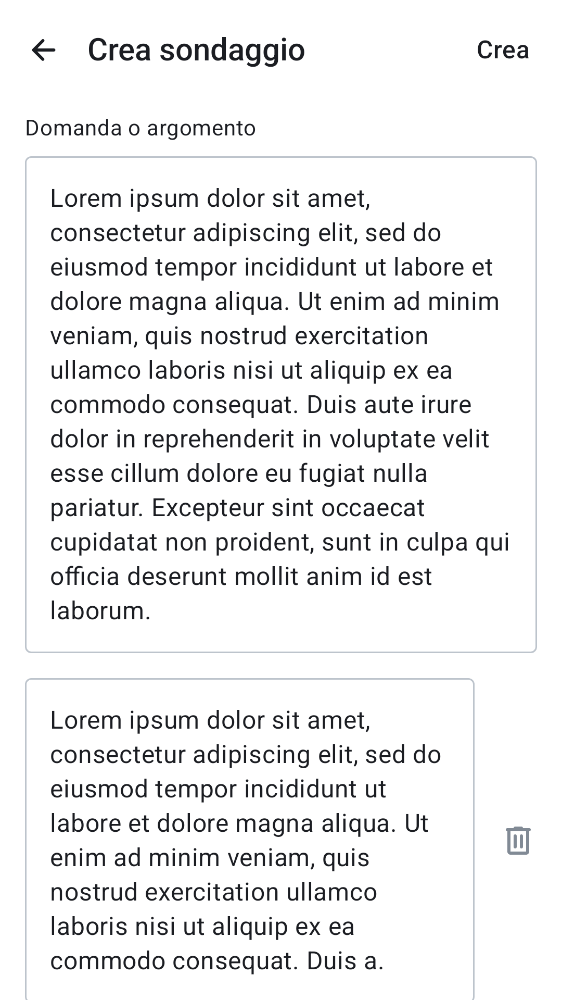 Crea sondaggio
Crea
Domanda o argomento
Lorem ipsum dolor sit amet,
consectetur adipiscing elit, sed do
eiusmod tempor incididunt ut labore et
dolore magna aliqua. Ut enim ad minim
veniam, quis nostrud exercitation
ullamco laboris nisi ut aliquip ex ea
commodo consequat. Duis aute irure
dolor in reprehenderit in voluptate velit
esse cillum dolore eu fugiat nulla
pariatur. Excepteur sint occaecat
cupidatat non proident, sunt in culpa qui
officia deserunt mollit anim id est
laborum.
Lorem ipsum dolor sit amet,
consectetur adipiscing elit, sed do
eiusmod tempor incididunt ut
labore et dolore magna aliqua. Ut
enim ad minim veniam, quis
nostrud exercitation ullamco
laboris nisi ut aliquip ex ea
commodo consequat. Duis a.